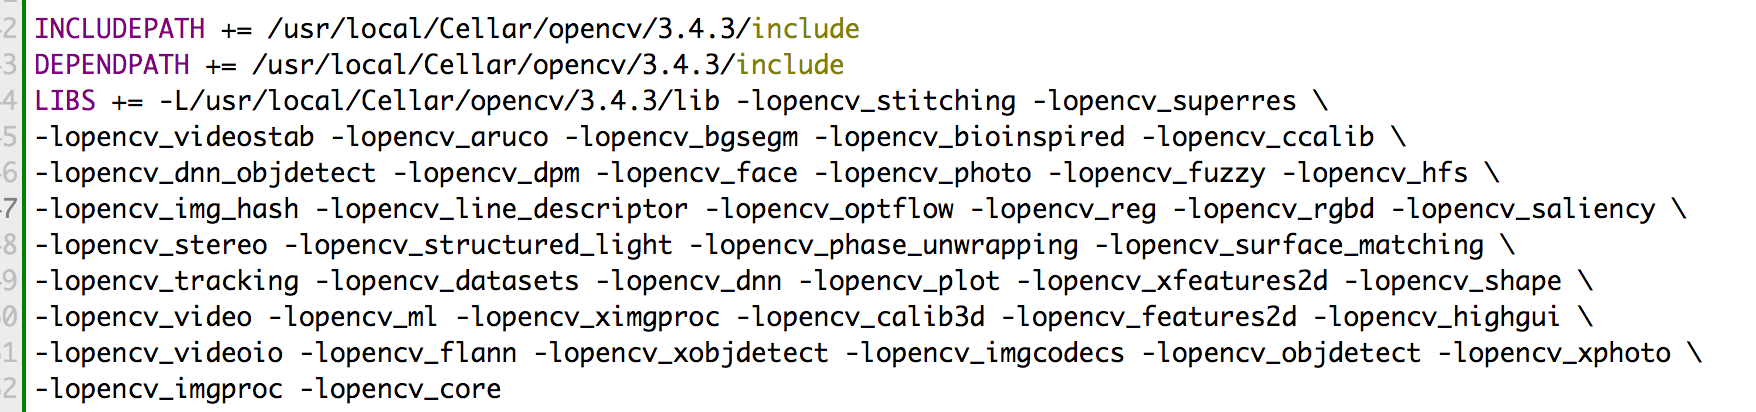 2 INCLUDEPATH += /usr/local/Cellar/opencv/3.4.3/include
3 DEPENDPATH += /usr/local/Cellar/opencv/3.4.3/include
4 LIBS += -L/usr/local/Cellar/opencv/3.4.3/lib -lopencv_stitching -lopencv_superres \
5 -lopencv_videostab -lopencv_aruco -lopencv_bgsegm -lopencv_bioinspired -lopencv_ccalib \
6 -lopencv_dnn_objdetect -lopencv_dpm -lopencv_face -lopencv_photo -lopencv_fuzzy -lopencv_hfs \
7 -lopencv_img_hash -lopencv_line_descriptor -lopencv_optflow -lopencv_reg -lopencv_rgbd -lopencv_saliency \
8 -lopencv_stereo -lopencv_structured_light -lopencv_phase_unwrapping -lopencv_surface_matching \
9 -lopencv_tracking -lopencv_datasets -lopencv_dnn -lopencv_plot -lopencv_xfeatures2d -lopencv_shape \
0 -lopencv_video -lopencv_ml -lopencv_ximgproc -lopencv_calib3d -lopencv_features2d -lopencv_highgui \
1 -lopencv_videoio -lopencv_flann -lopencv_xobjdetect -lopencv_imgcodecs -lopencv_objdetect -lopencv_xphoto \
2 -lopencv_imgproc -lopencv_core